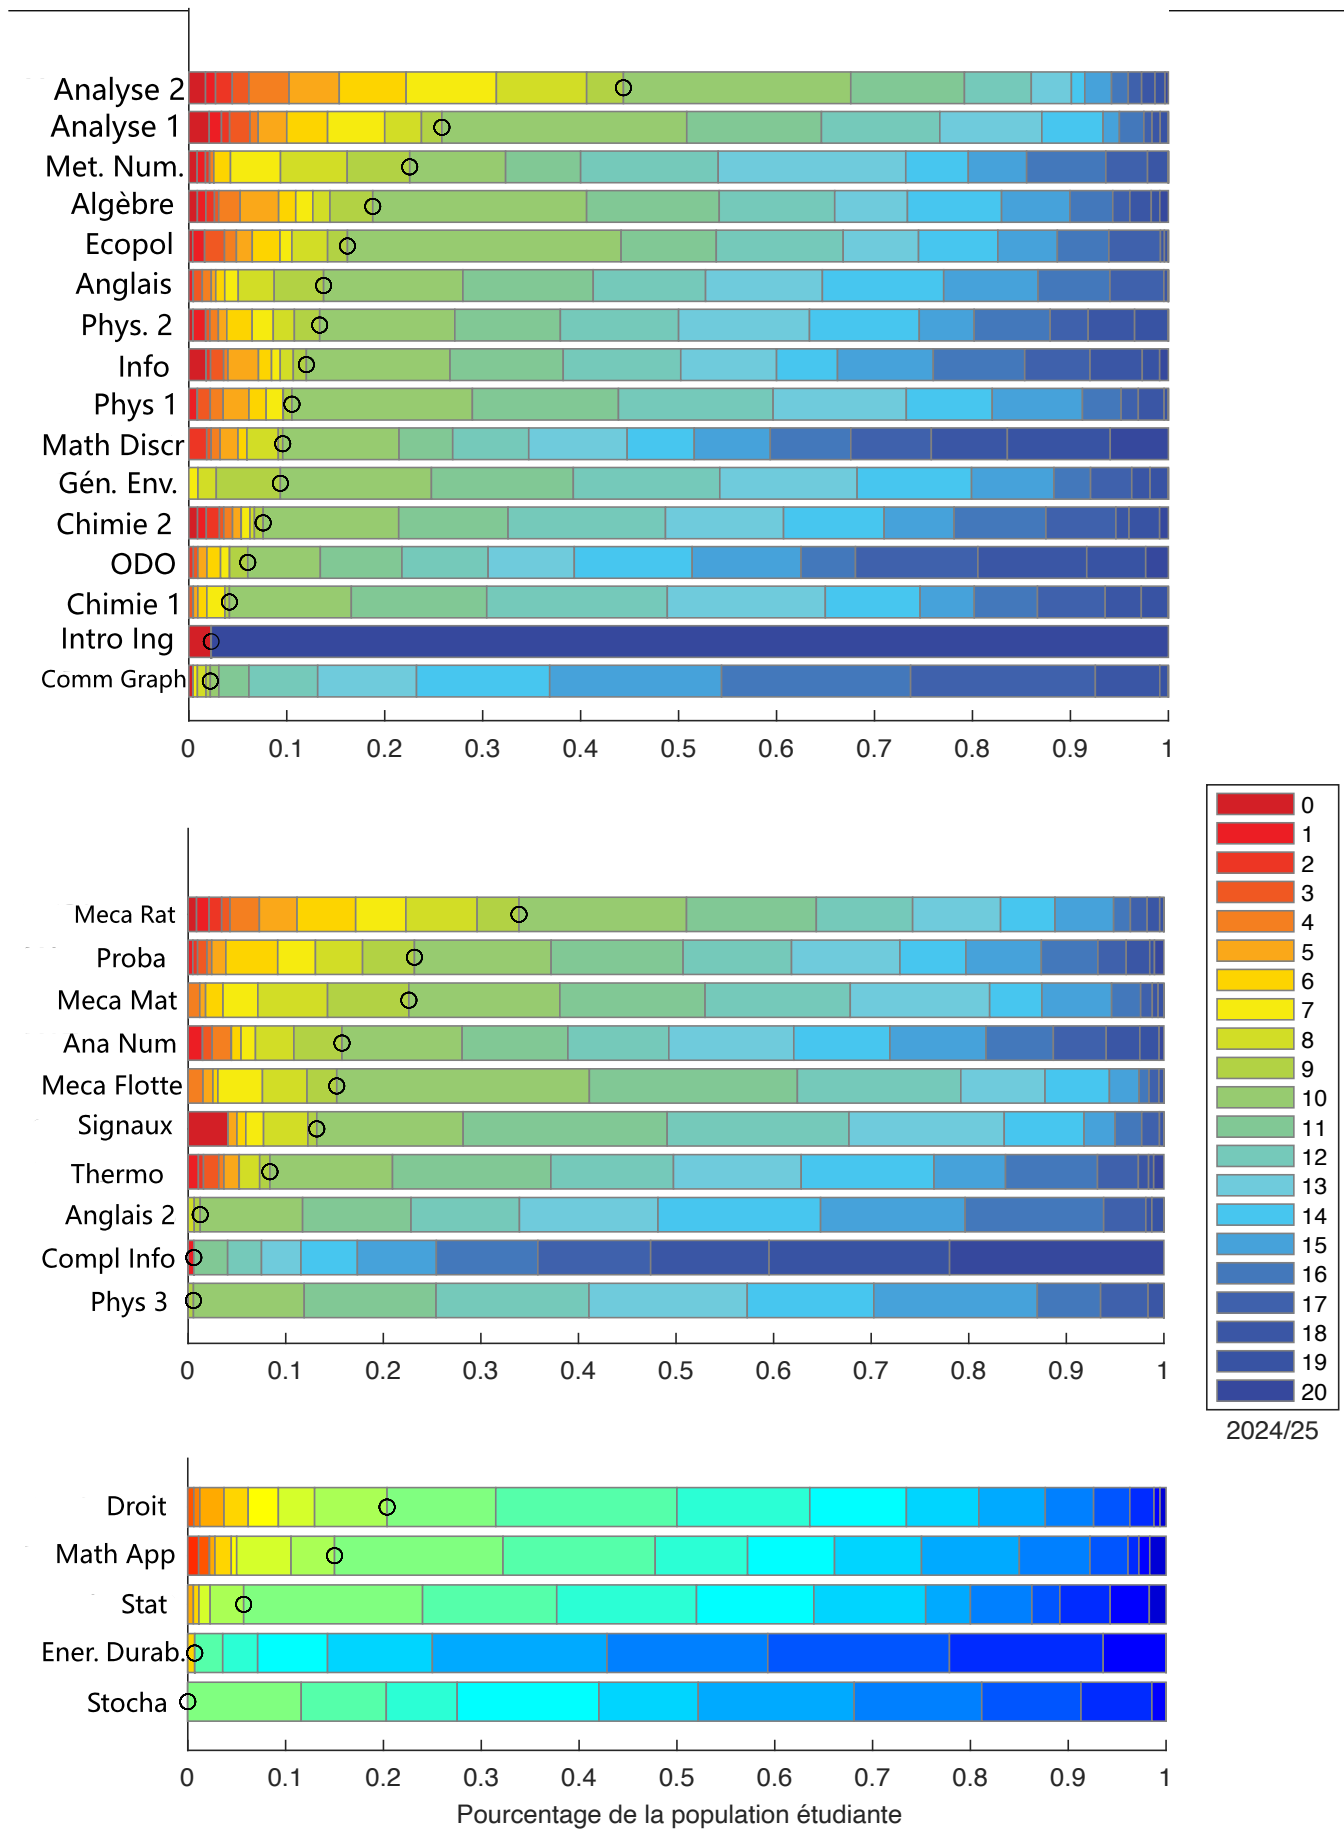 Analyse 2
Analyse 1
Met. Num.
Algèbre
Ecopol
Anglais
Phys. 2
Info
Phys 1
Math Discr
Gén. Env.
Chimie 2
ODO
Chimie 1
Intro Ing
Comm Graph
0 0.1 0.2 0.3 0.4 0.5 0.6 0.7 0.8 0.9 1
Meca Rat
Proba
Meca Mat
Ana Num
Meca Flotte
Signaux
Thermo
Anglais 2
Compl Info
Phys 3
0 0.1 0.2 0.3 0.4 0.5 0.6 0.7 0.8 0.9 1
0
1
2
3
4
5
6
7
8
9
10
11
12
13
14
15
16
17
18
19
20
2024/25
Droit
Math App
Stat
Ener. Durab.
Stocha
0 0.1 0.2 0.3 0.4 0.5 0.6 0.7 0.8 0.9 1
Pourcentage de la population étudiante